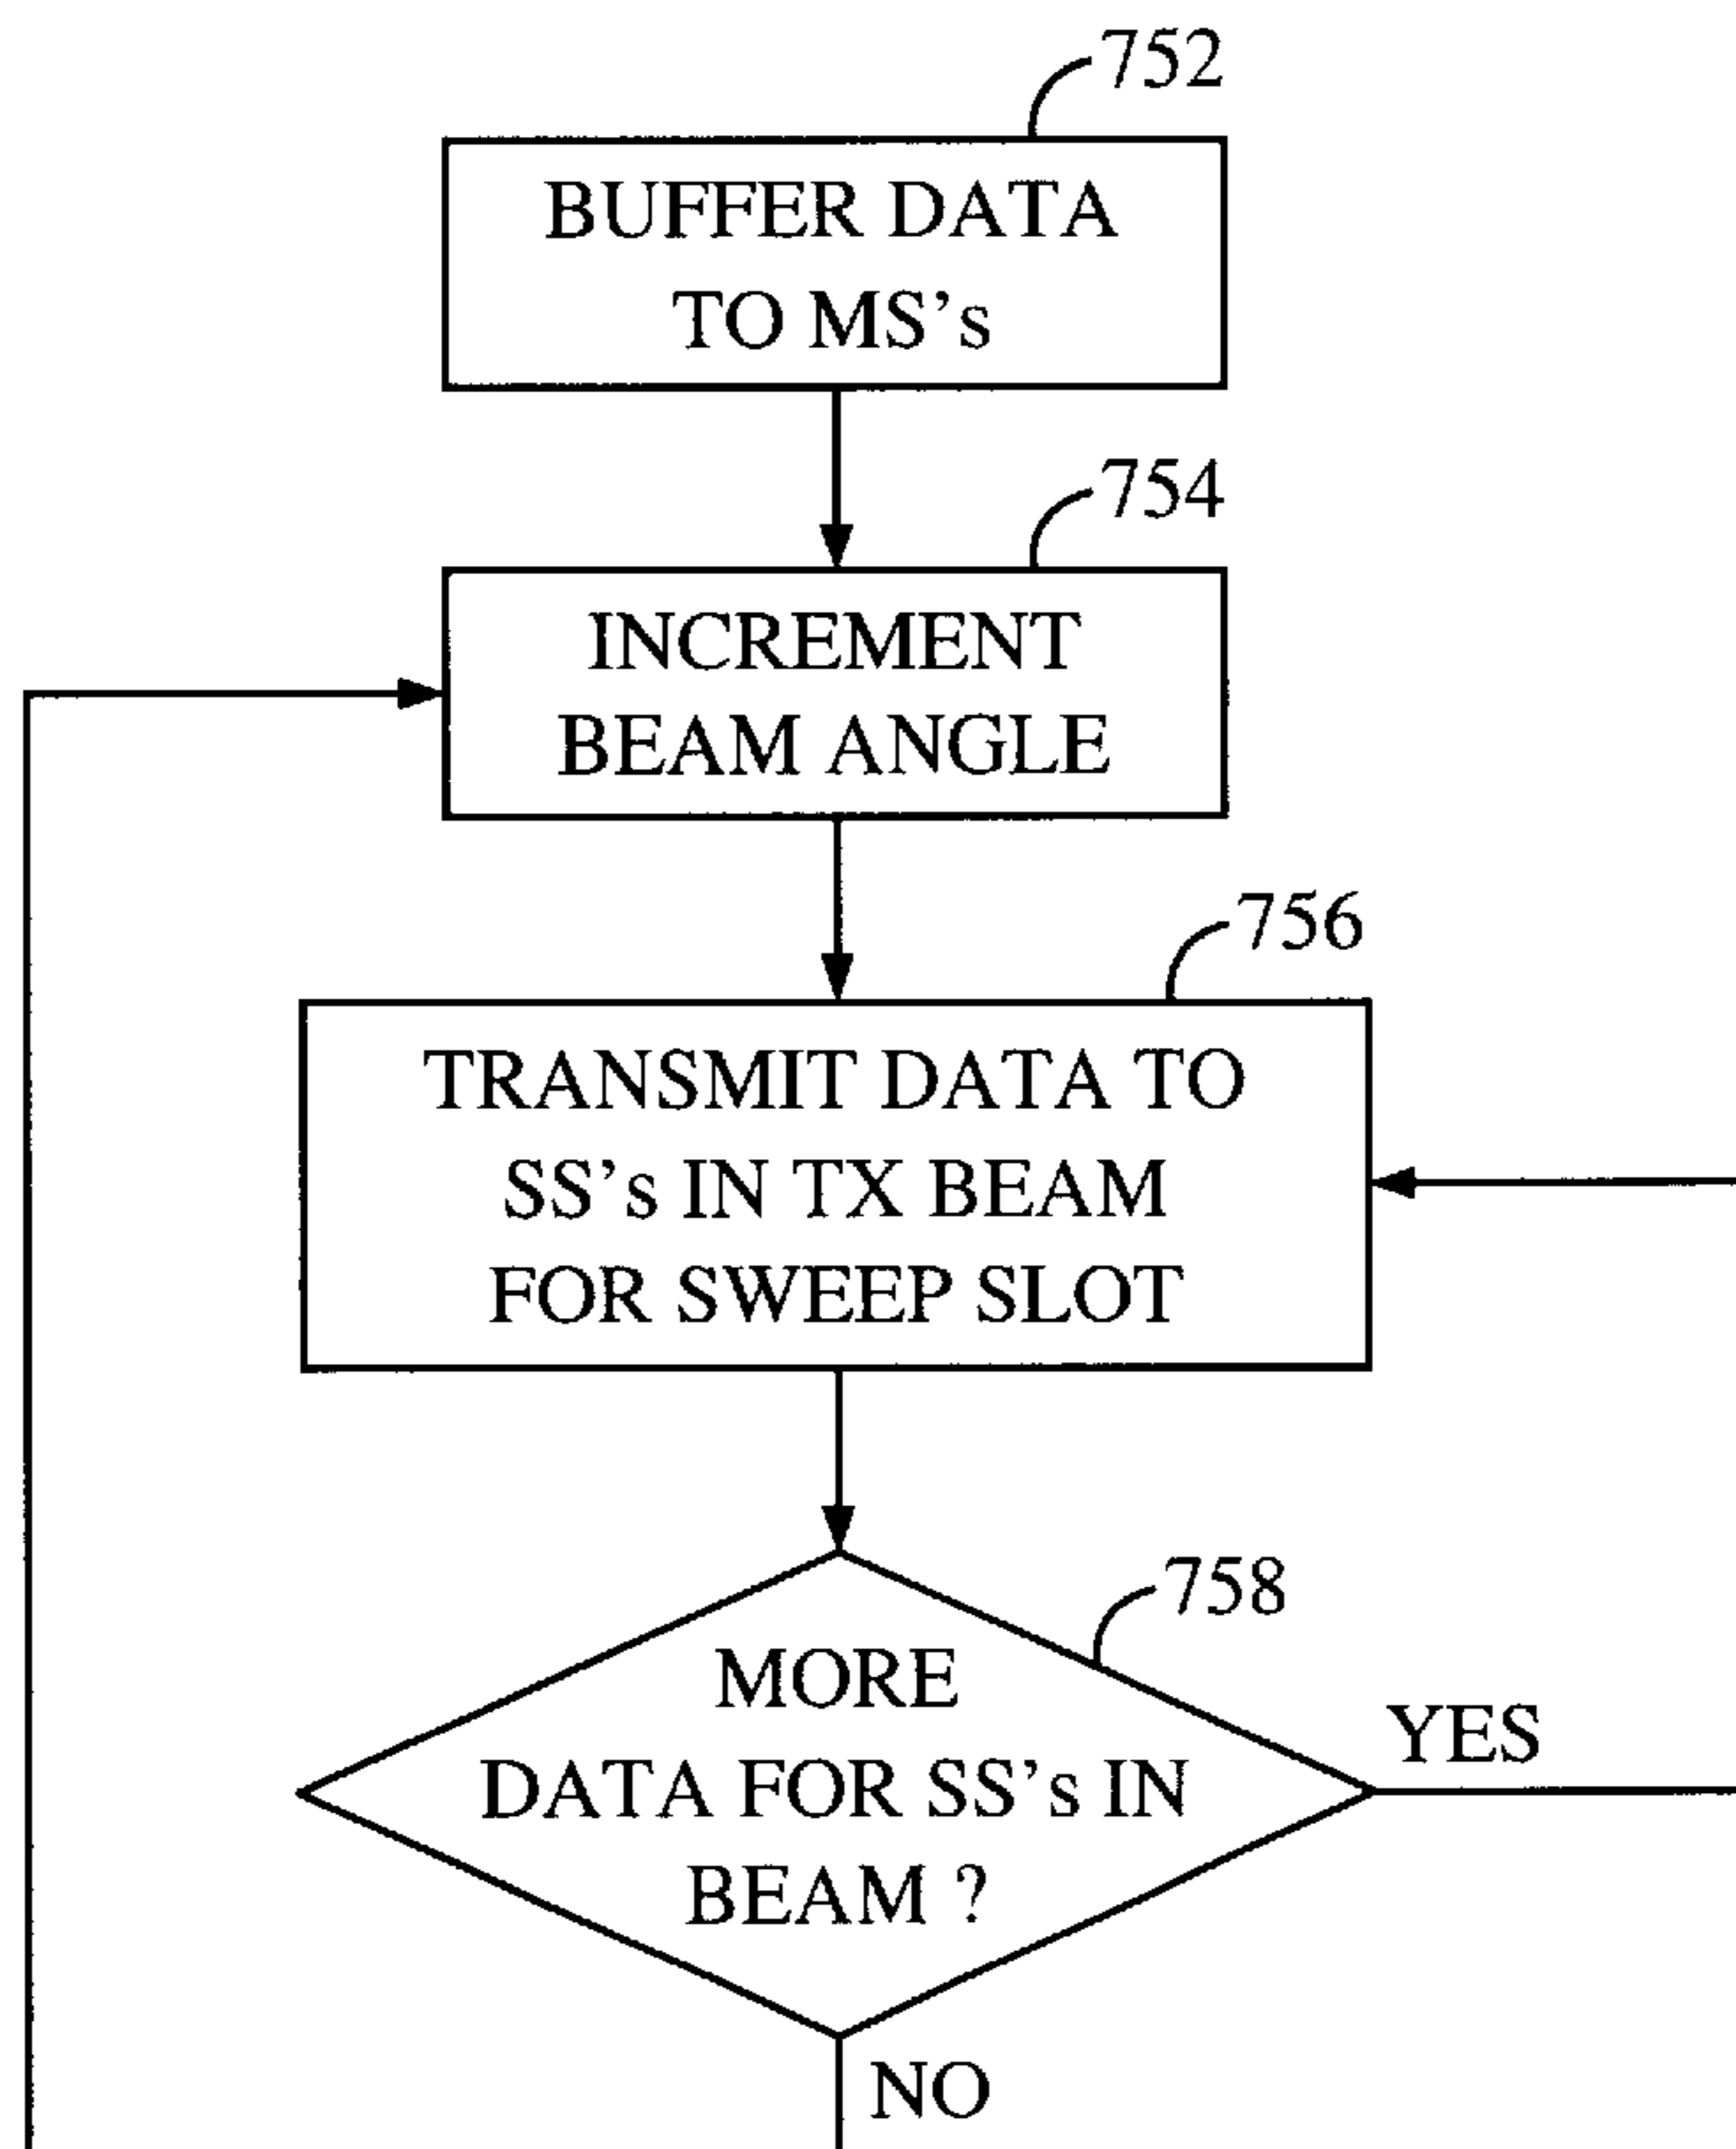 752
BUFFER DATA
TO MS's
754
INCREMENT
BEAM ANGLE
756
TRANSMIT DATA TO
SS's IN TX BEAM
FOR SWEEP SLOT
758
MORE
DATA FOR SS's IN
BEAM ?
YES
NO